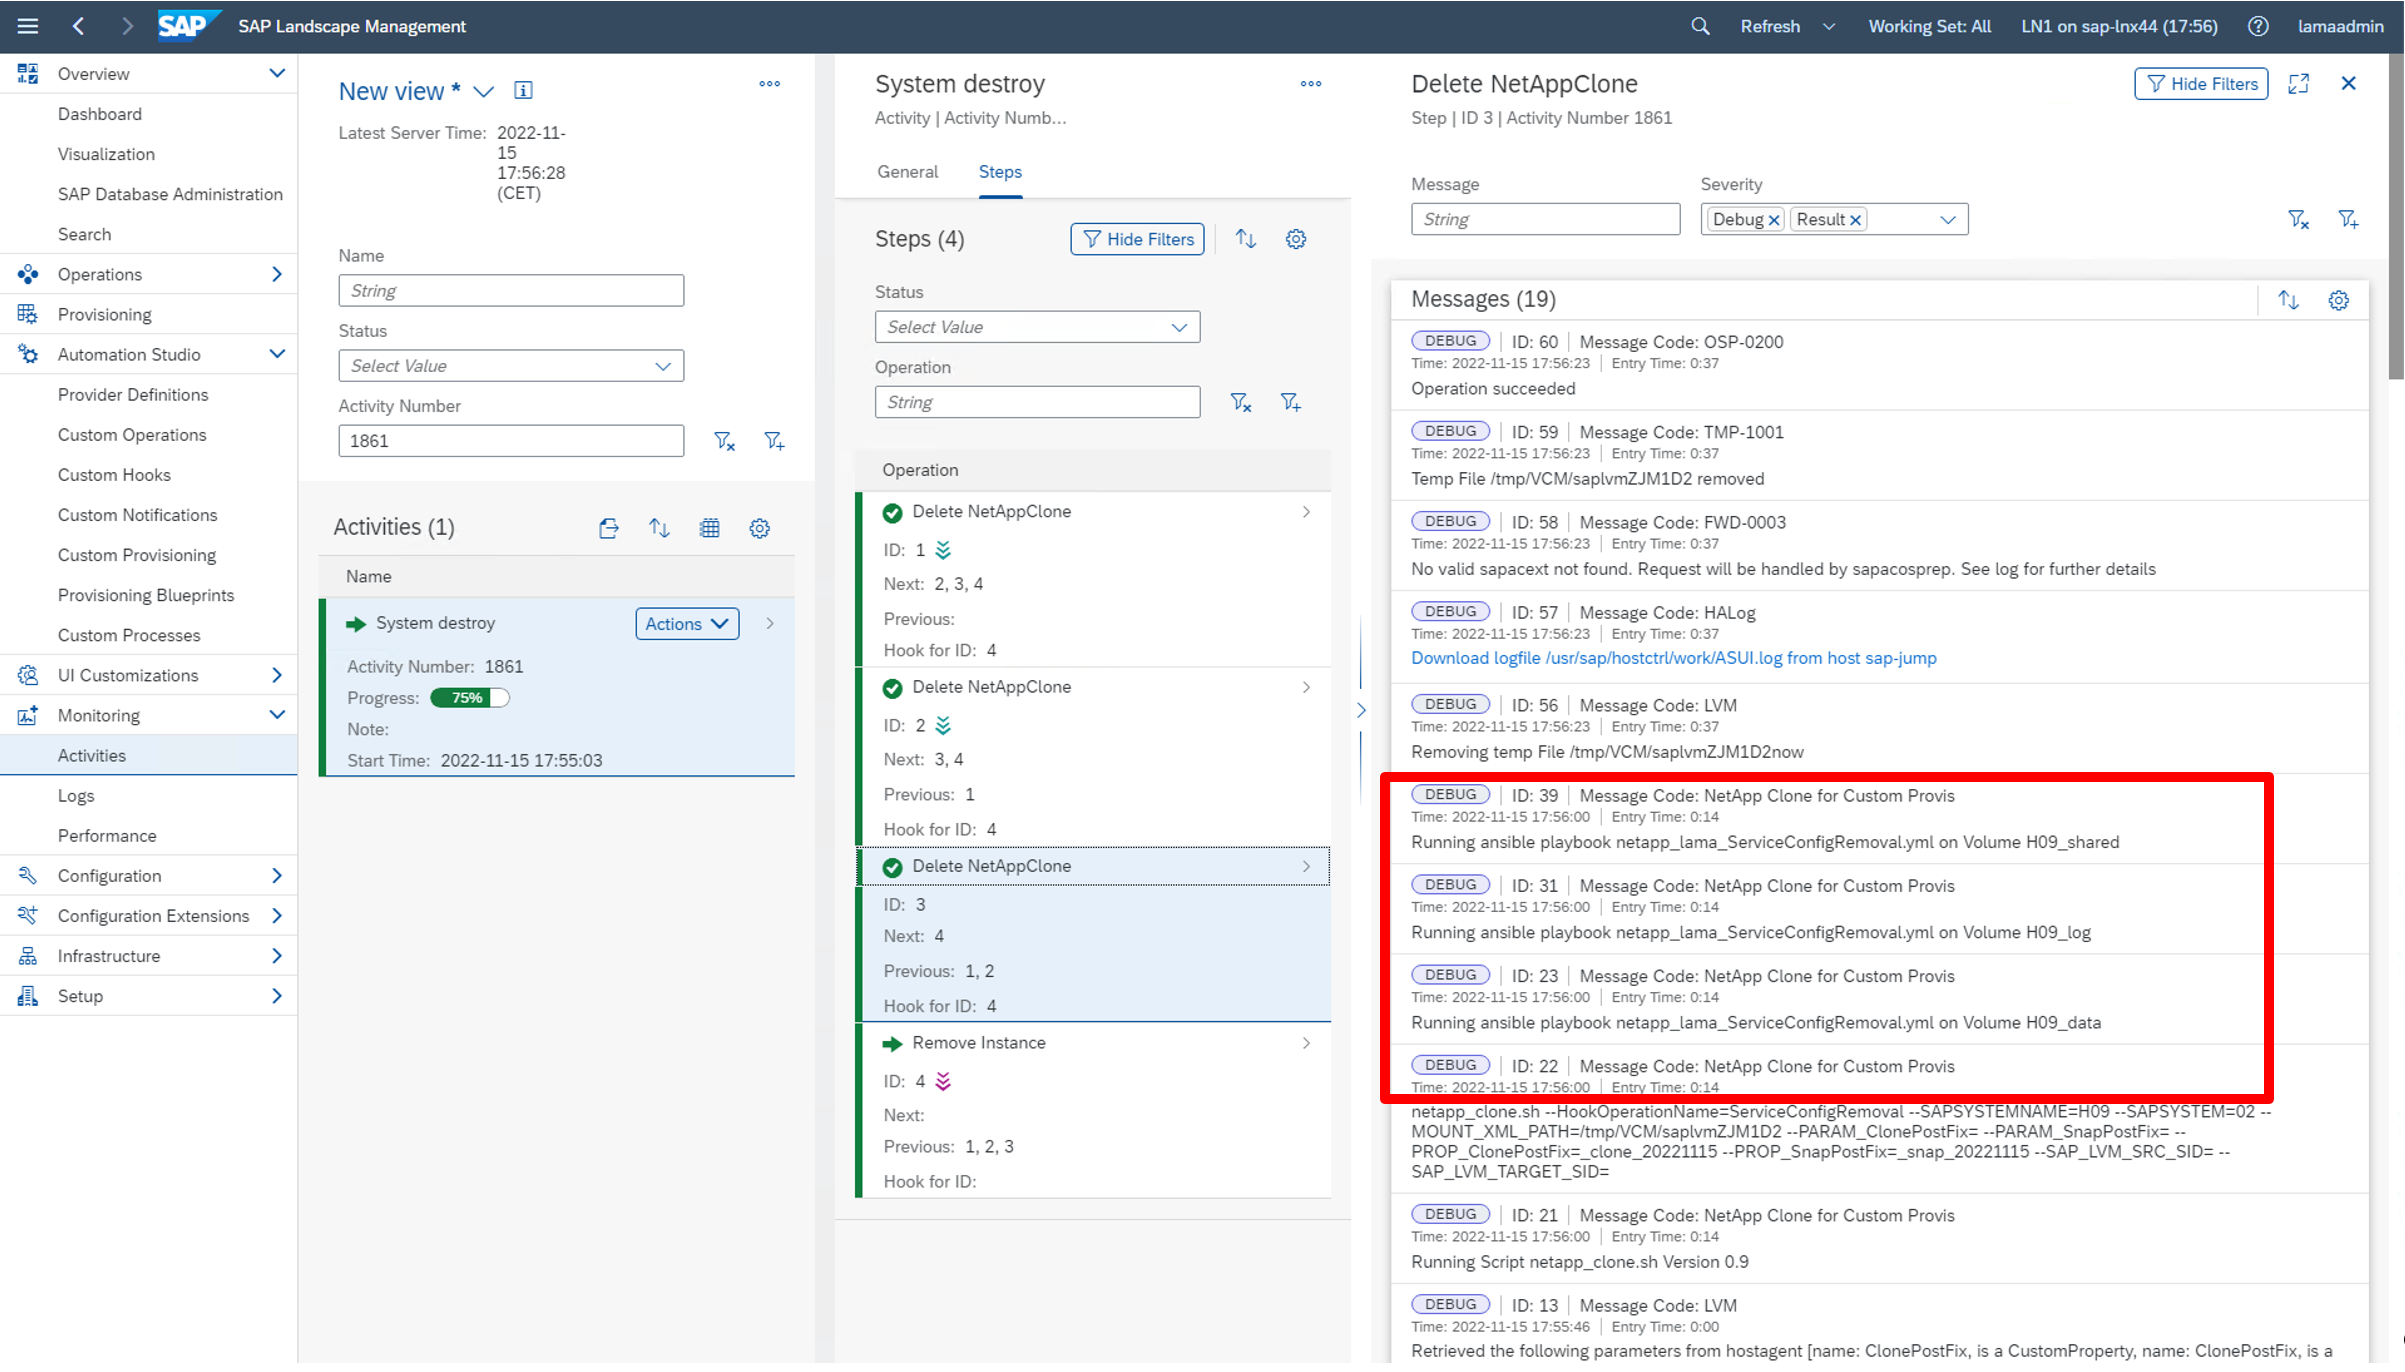 SAP SAP Landscape Management Refresh Working Set: All LN1 on sap-lnx44 (17:56) lamaadmin
Overview
Dashboard
Visualization
SAP Database Administration
Search
Operations
Provisioning
Automation Studio
Provider Definitions
Custom Operations
Custom Hooks
Custom Notifications
Custom Provisioning
Provisioning Blueprints
Custom Processes
UI Customizations
Monitoring
Activities
Logs
Performance
Configuration
Configuration Extensions
Infrastructure
Setup
New view *
Latest Server Time: 2022-11-
15
17:56:28
(CET)
Name
String
Status
Select Value
Activity Number
1861
Activities (1)
Name
System destroy Actions
Activity Number: 1861
Progress: 75%
Note:
Start Time: 2022-11-15 17:55:03
System destroy
Activity | Activity Numb...
General Steps
Steps (4) Hide Filters
Status
Select Value
Operation
String
Operation
Delete NetAppClone
ID: 1
Next: 2, 3, 4
Previous:
Hook for ID: 4
Delete NetAppClone
ID: 2
Next: 3, 4
Previous: 1
Hook for ID: 4
Delete NetAppClone
ID: 3
Next: 4
Previous: 1, 2
Hook for ID: 4
Remove Instance
ID: 4
Next:
Previous: 1, 2, 3
Hook for ID:
Delete NetAppClone Hide Filters
Step | ID 3 | Activity Number 1861
Message Severity
String Debug Result
Messages (19)
DEBUG ID: 60 Message Code: OSP-0200
Time: 2022-11-15 17:56:23 Entry Time: 0:37
Operation succeeded
DEBUG ID: 59 Message Code: TMP-1001
Time: 2022-11-15 17:56:23 Entry Time: 0:37
Temp File /tmp/VCM/saplvmZJM1D2 removed
DEBUG ID: 58 Message Code: FWD-0003
Time: 2022-11-15 17:56:23 Entry Time: 0:37
No valid sapacext not found. Request will be handled by sapacosprep. See log for further details
DEBUG ID: 57 Message Code: HALog
Time: 2022-11-15 17:56:23 Entry Time: 0:37
Download logfile /usr/sap/hostctrl/work/ASUI.log from host sap-jump
DEBUG ID: 56 Message Code: LVM
Time: 2022-11-15 17:56:23 Entry Time: 0:37
Removing temp File /tmp/VCM/saplvmZJM1D2now
DEBUG ID: 39 Message Code: NetApp Clone for Custom Provis
Time: 2022-11-15 17:56:00 Entry Time: 0:14
Running ansible playbook netapp_lama_ServiceConfigRemoval.yml on Volume H09_shared
DEBUG ID: 31 Message Code: NetApp Clone for Custom Provis
Time: 2022-11-15 17:56:00 Entry Time: 0:14
Running ansible playbook netapp_lama_ServiceConfigRemoval.yml on Volume H09_log
DEBUG ID: 23 Message Code: NetApp Clone for Custom Provis
Time: 2022-11-15 17:56:00 Entry Time: 0:14
Running ansible playbook netapp_lama_ServiceConfigRemoval.yml on Volume H09_data
DEBUG ID: 22 Message Code: NetApp Clone for Custom Provis
Time: 2022-11-15 17:56:00 Entry Time: 0:14
netapp_clone.sh --HookOperationName=ServiceConfigRemoval --SAPSYSTEMNAME=H09 --SAPSYSTEM=02 --
MOUNT_XML_PATH=/tmp/VCM/saplvmZJM1D2 --PARAM_ClonePostFix= --PARAM_SnapPostFix= --
PROP_ClonePostFix=_clone_20221115 --PROP_SnapPostFix=_snap_20221115 --SAP_LVM_SRC_SID= --
SAP_LVM_TARGET_SID=
DEBUG ID: 21 Message Code: NetApp Clone for Custom Provis
Time: 2022-11-15 17:56:00 Entry Time: 0:14
Running Script netapp_clone.sh Version 0.9
DEBUG ID: 13 Message Code: LVM
Time: 2022-11-15 17:55:46 Entry Time: 0:00
Retrieved the following parameters from hostagent [name: ClonePostFix, is a CustomProperty, name: ClonePostFix, is a